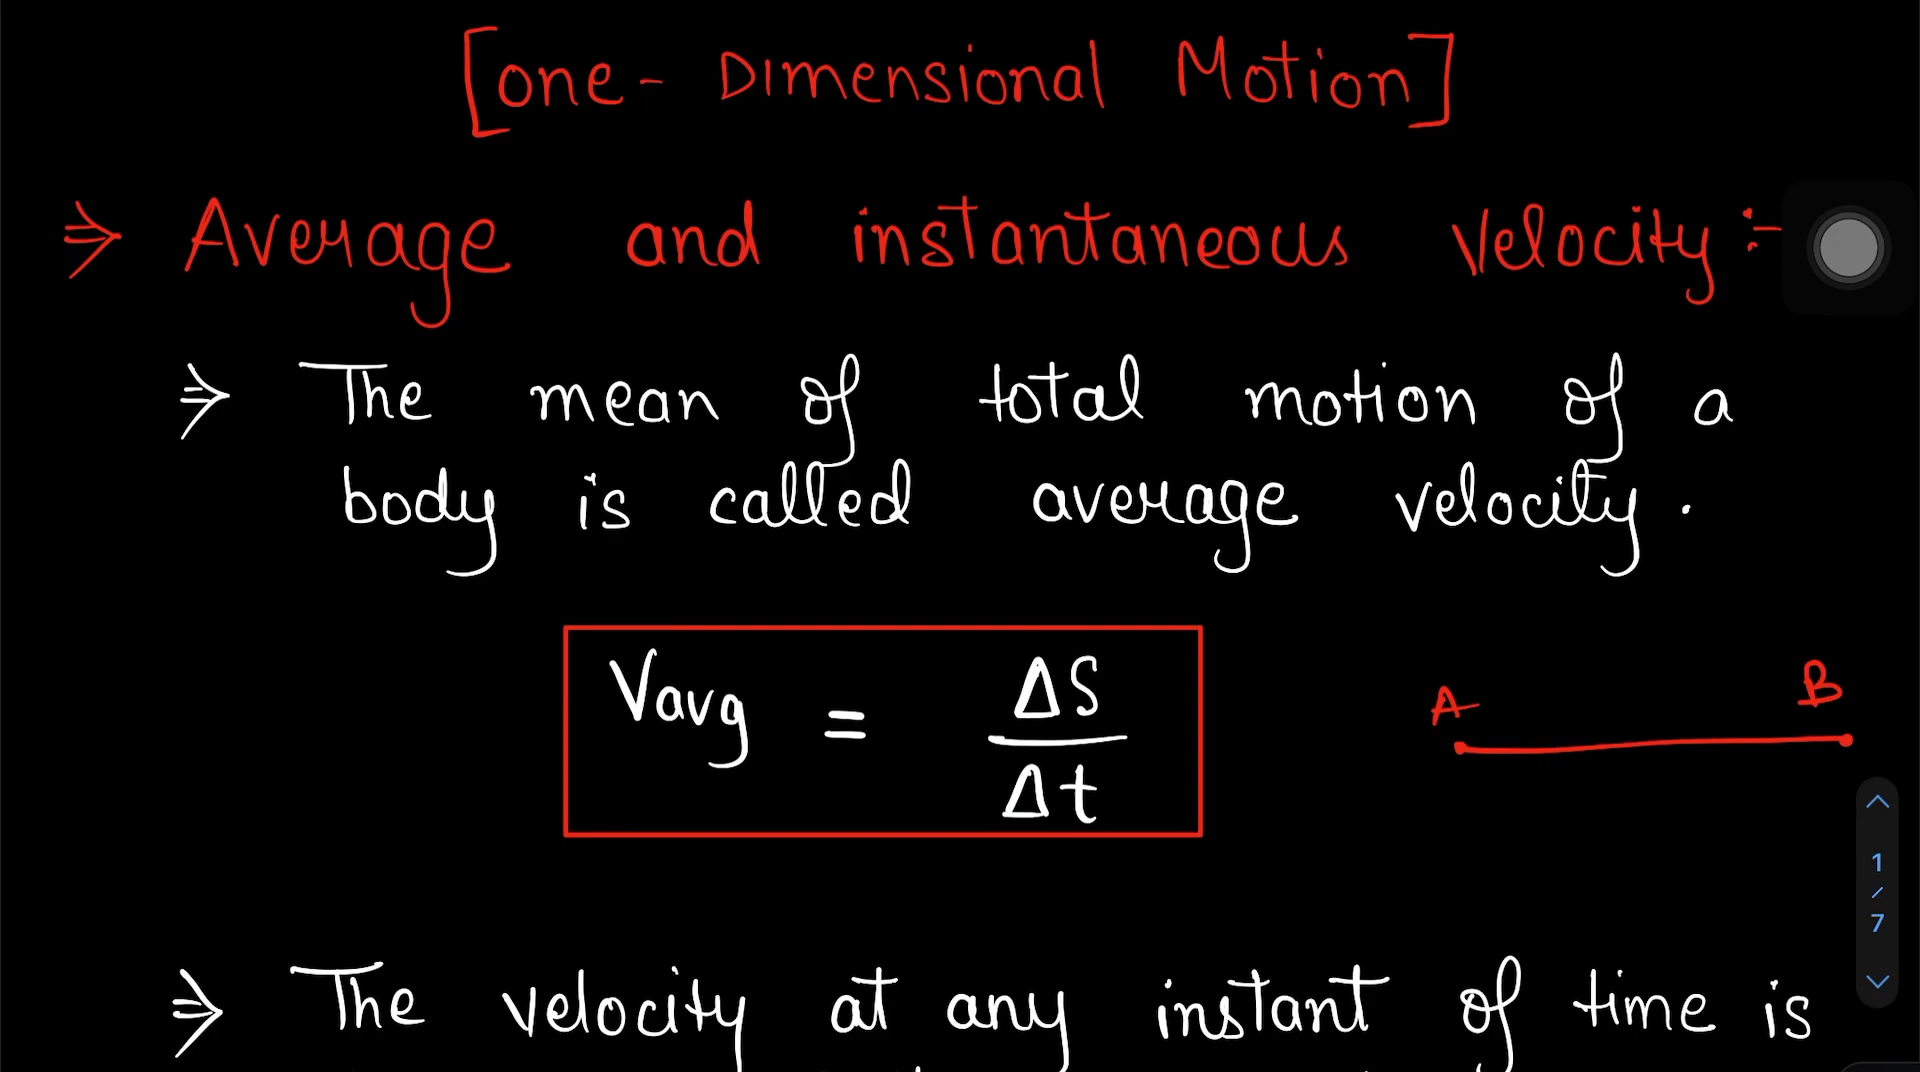 [one- Dimensional Motion]
⇒ Average and instantaneous velocity :-
⇒ The mean of total motion of a
body is called average velocity.
Vavg = ΔS
Δt
A B
1
/
7
⇒ The velocity at any instant of time is